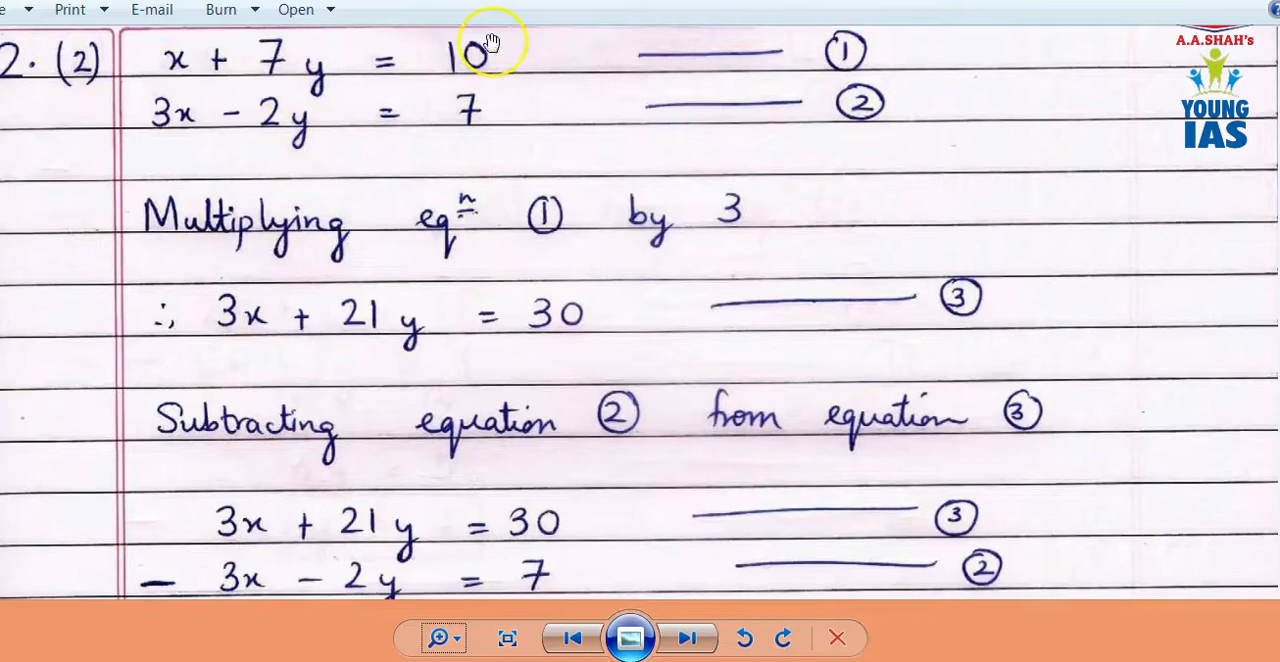 e Print E-mail Burn Open
2. (2) x + 7y = 10 ——— ①
3x - 2y = 7 ——— ②
Multiplying eqⁿ ① by 3
∴ 3x + 21y = 30 ——— ③
Subtracting equation ② from equation ③
3x + 21y = 30 ——— ③
- 3x - 2y = 7 ——— ②
A.A.SHAH's
YOUNG
IAS